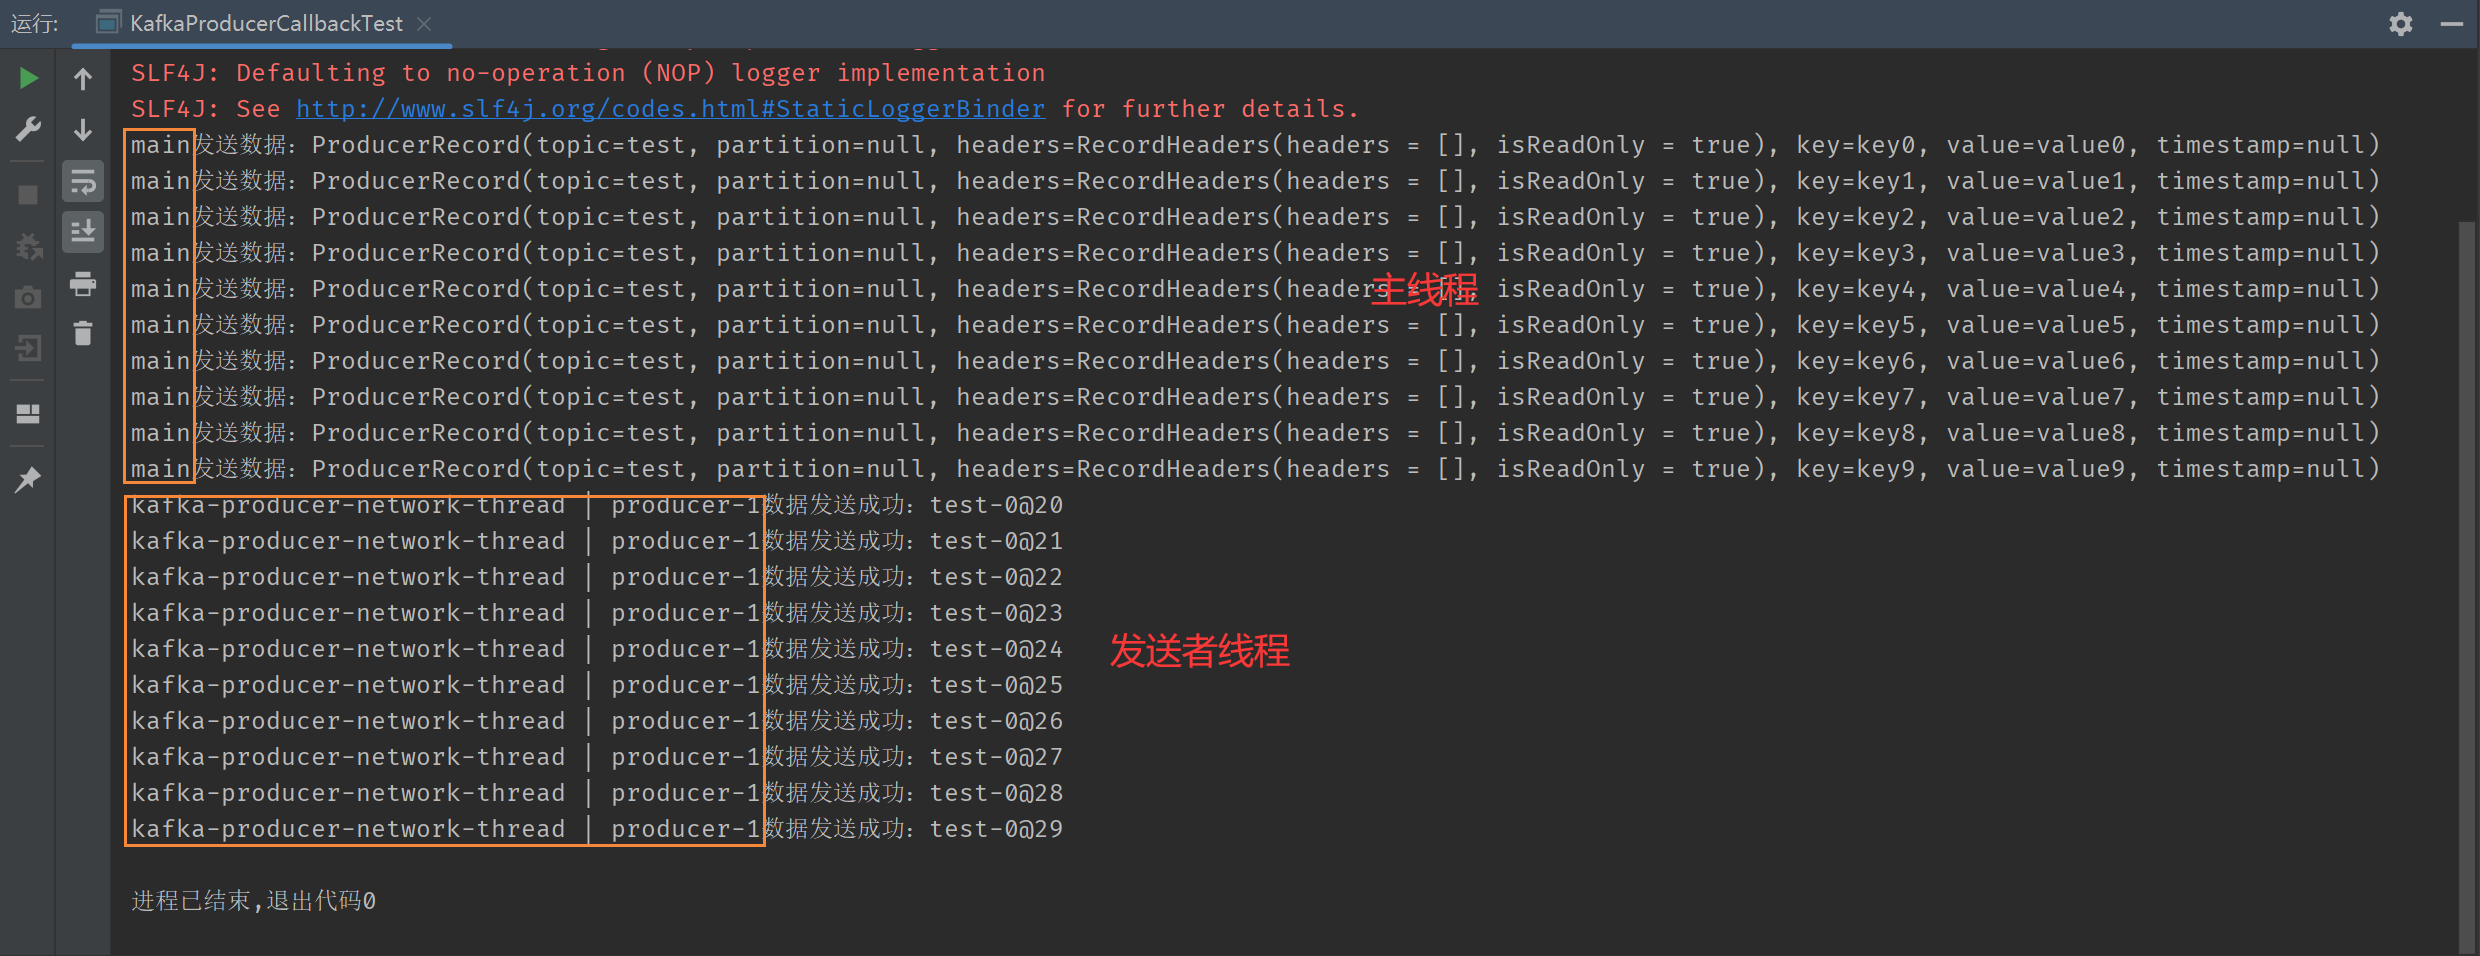 运行: KafkaProducerCallbackTest
SLF4J: Defaulting to no-operation (NOP) logger implementation
SLF4J: See http://www.slf4j.org/codes.html#StaticLoggerBinder for further details.
main发送数据: ProducerRecord(topic=test, partition=null, headers=RecordHeaders(headers = [], isReadOnly = true), key=key0, value=value0, timestamp=null)
main发送数据: ProducerRecord(topic=test, partition=null, headers=RecordHeaders(headers = [], isReadOnly = true), key=key1, value=value1, timestamp=null)
main发送数据: ProducerRecord(topic=test, partition=null, headers=RecordHeaders(headers = [], isReadOnly = true), key=key2, value=value2, timestamp=null)
main发送数据: ProducerRecord(topic=test, partition=null, headers=RecordHeaders(headers = [], isReadOnly = true), key=key3, value=value3, timestamp=null)
main发送数据: ProducerRecord(topic=test, partition=null, headers=RecordHeaders(headers = [], isReadOnly = true), key=key4, value=value4, timestamp=null)
主线程
main发送数据: ProducerRecord(topic=test, partition=null, headers=RecordHeaders(headers = [], isReadOnly = true), key=key5, value=value5, timestamp=null)
main发送数据: ProducerRecord(topic=test, partition=null, headers=RecordHeaders(headers = [], isReadOnly = true), key=key6, value=value6, timestamp=null)
main发送数据: ProducerRecord(topic=test, partition=null, headers=RecordHeaders(headers = [], isReadOnly = true), key=key7, value=value7, timestamp=null)
main发送数据: ProducerRecord(topic=test, partition=null, headers=RecordHeaders(headers = [], isReadOnly = true), key=key8, value=value8, timestamp=null)
main发送数据: ProducerRecord(topic=test, partition=null, headers=RecordHeaders(headers = [], isReadOnly = true), key=key9, value=value9, timestamp=null)
kafka-producer-network-thread | producer-1数据发送成功: test-0@20
kafka-producer-network-thread | producer-1数据发送成功: test-0@21
kafka-producer-network-thread | producer-1数据发送成功: test-0@22
kafka-producer-network-thread | producer-1数据发送成功: test-0@23
kafka-producer-network-thread | producer-1数据发送成功: test-0@24
发送者线程
kafka-producer-network-thread | producer-1数据发送成功: test-0@25
kafka-producer-network-thread | producer-1数据发送成功: test-0@26
kafka-producer-network-thread | producer-1数据发送成功: test-0@27
kafka-producer-network-thread | producer-1数据发送成功: test-0@28
kafka-producer-network-thread | producer-1数据发送成功: test-0@29
进程已结束,退出代码0